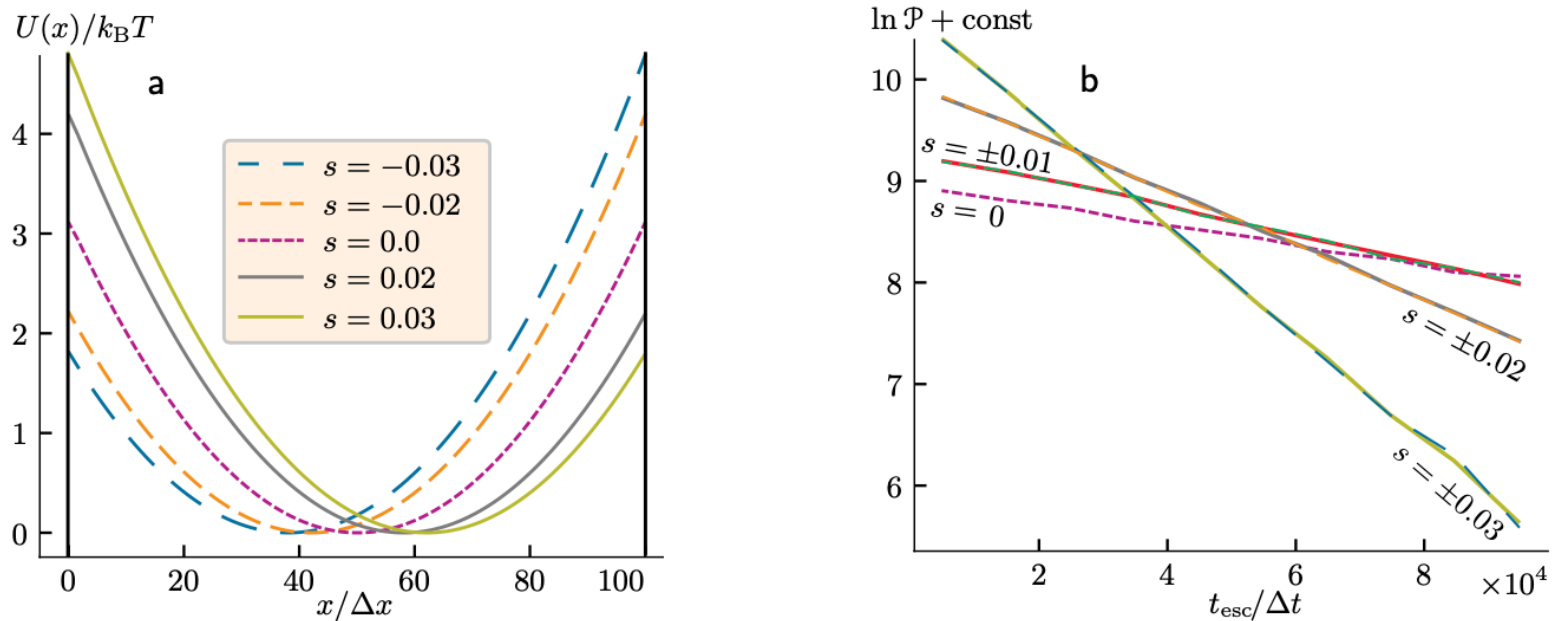 U(x)/k_BT
a
4
3
2
1
0
s = −0.03
s = −0.02
s = 0.0
s = 0.02
s = 0.03
0 20 40 60 80 100
x/Δx
ln 𝒫 + const
b
10
9
8
7
6
s = ±0.01
s = 0
s = ±0.02
s = ±0.03
2 4 6 8 ×10⁴
t_esc/Δt